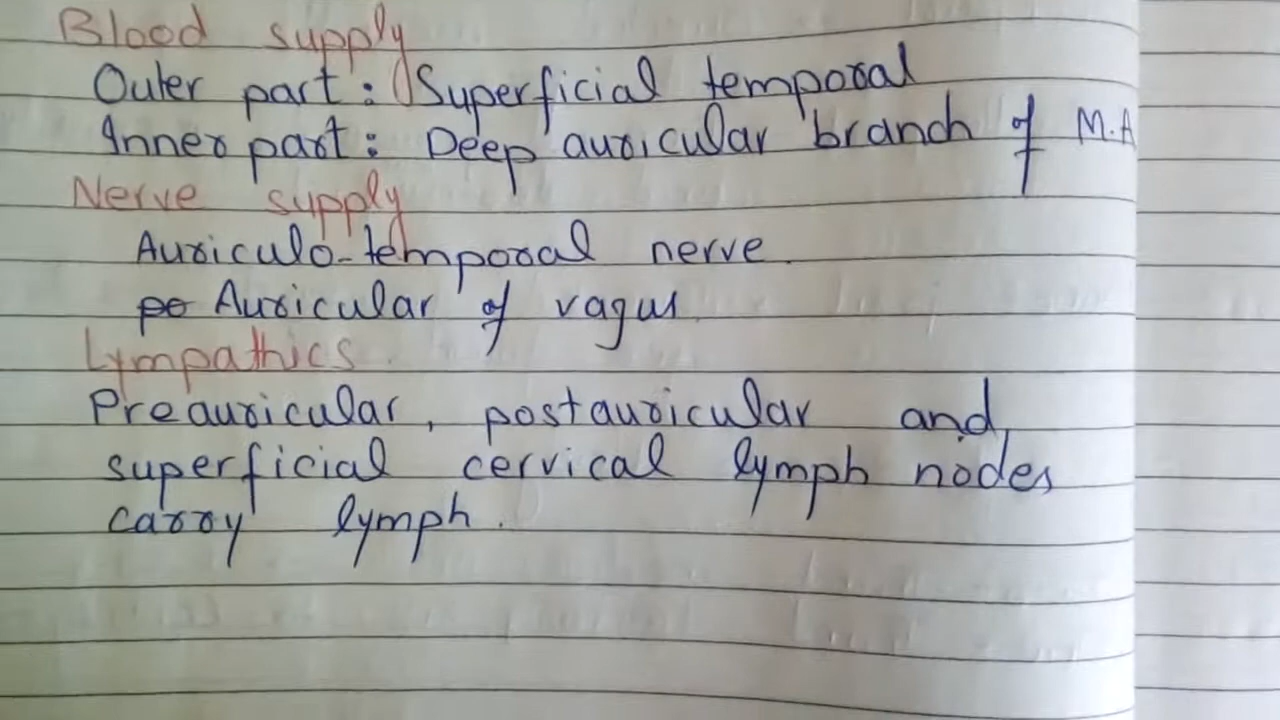 Blood supply
Outer part : Superficial temporal
Inner part : Deep auricular branch of M.A
Nerve supply
Auriculo-temporal nerve.
po Auricular of vagus.
Lympathics.
Preauricular, postauricular and
superficial cervical lymph nodes
carry lymph.